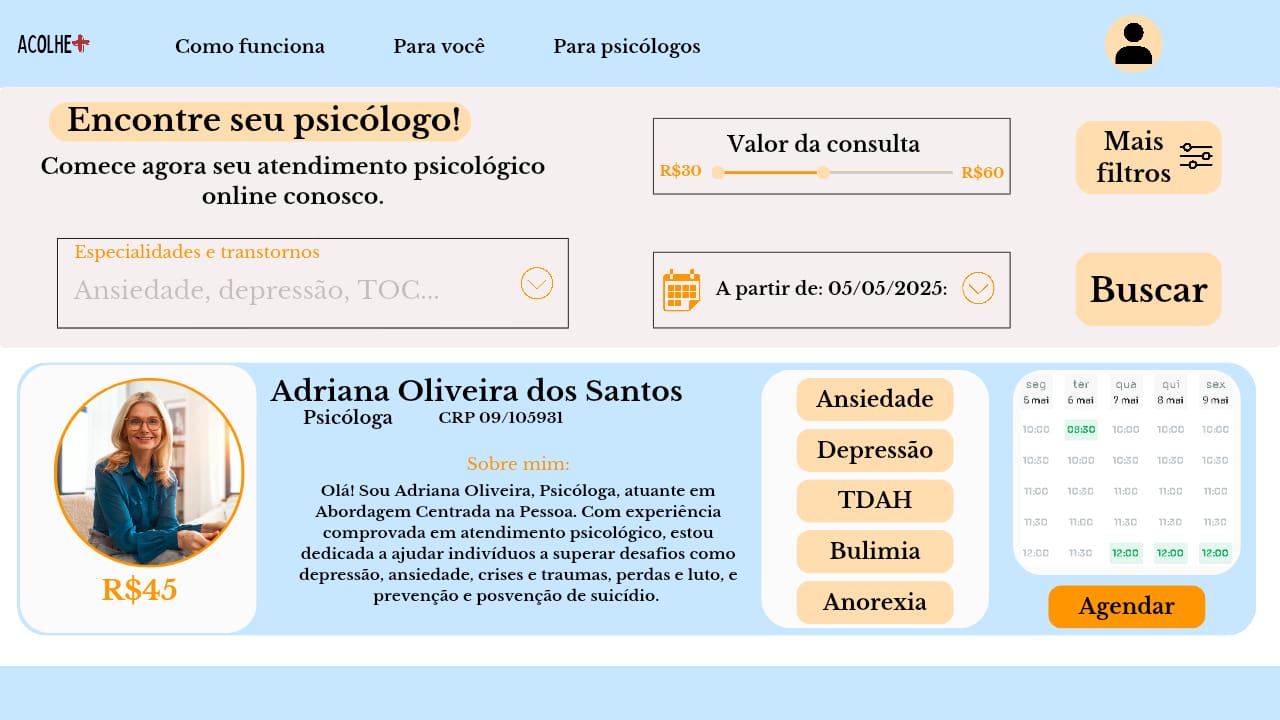 ACOLHE+
Como funciona
Para você
Para psicólogos
Encontre seu psicólogo!
Comece agora seu atendimento psicológico
online conosco.
Valor da consulta
R$30
R$60
Mais
filtros
Especialidades e transtornos
Ansiedade, depressão, TOC...
A partir de: 05/05/2025:
Buscar
R$45
Adriana Oliveira dos Santos
Psicóloga CRP 09/105931
Sobre mim:
Olá! Sou Adriana Oliveira, Psicóloga, atuante em
Abordagem Centrada na Pessoa. Com experiência
comprovada em atendimento psicológico, estou
dedicada a ajudar indivíduos a superar desafios como
depressão, ansiedade, crises e traumas, perdas e luto, e
prevenção e posvenção de suicídio.
Ansiedade
Depressão
TDAH
Bulimia
Anorexia
seg ter qua qui sex
5 mai 6 mai 7 mai 8 mai 9 mai
10:00 09:30 10:00 10:00 10:00
10:30 10:00 10:30 10:30 10:30
11:00 10:30 11:00 11:00 11:00
11:30 11:00 11:30 11:30 11:30
12:00 11:30 12:00 12:00 12:00
Agendar